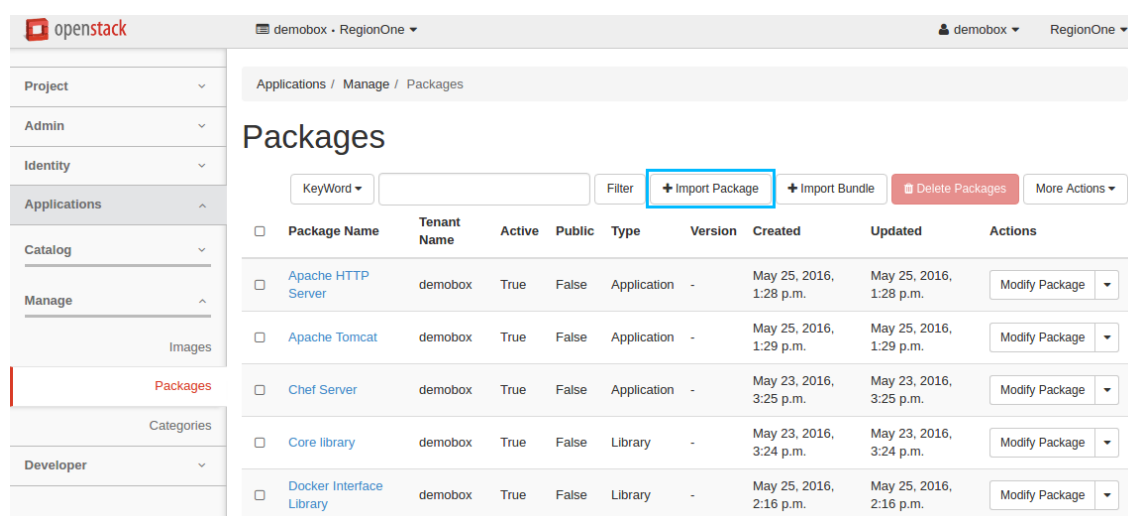 openstack
demobox · RegionOne
demobox
RegionOne
Project
Admin
Identity
Applications
Catalog
Manage
Images
Packages
Categories
Developer
Applications / Manage / Packages
Packages
KeyWord
Filter
Import Package
Import Bundle
Delete Packages
More Actions
Package Name Tenant Name Active Public Type Version Created Updated Actions
Apache HTTP Server demobox True False Application - May 25, 2016, 1:28 p.m. May 25, 2016, 1:28 p.m. Modify Package
Apache Tomcat demobox True False Application - May 25, 2016, 1:29 p.m. May 25, 2016, 1:29 p.m. Modify Package
Chef Server demobox True False Application - May 23, 2016, 3:25 p.m. May 23, 2016, 3:25 p.m. Modify Package
Core library demobox True False Library - May 23, 2016, 3:24 p.m. May 23, 2016, 3:24 p.m. Modify Package
Docker Interface Library demobox True False Library - May 25, 2016, 2:16 p.m. May 25, 2016, 2:16 p.m. Modify Package